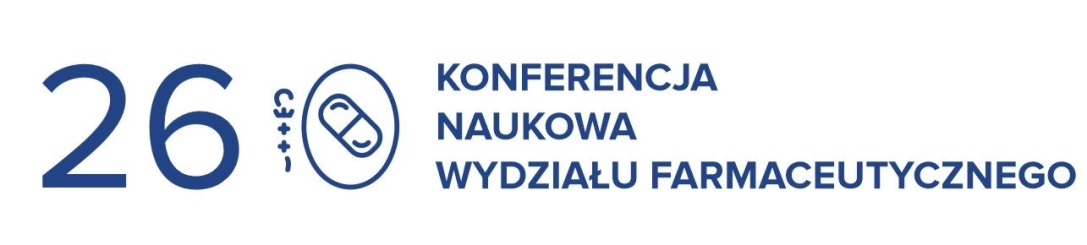 26
KONFERENCJA
NAUKOWA
WYDZIAŁU FARMACEUTYCZNEGO